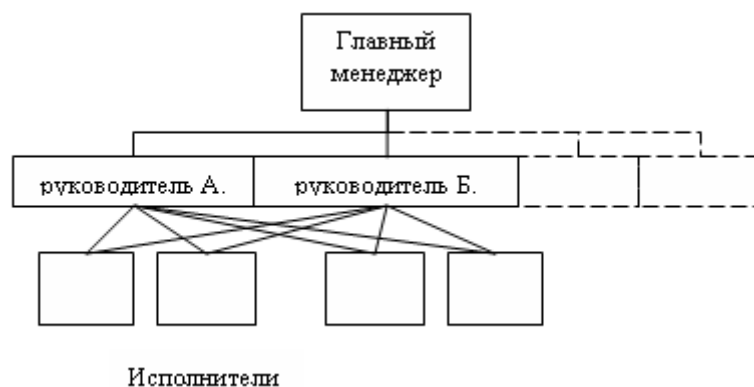 Главный
менеджер
руководитель А.
руководитель Б.
Исполнители